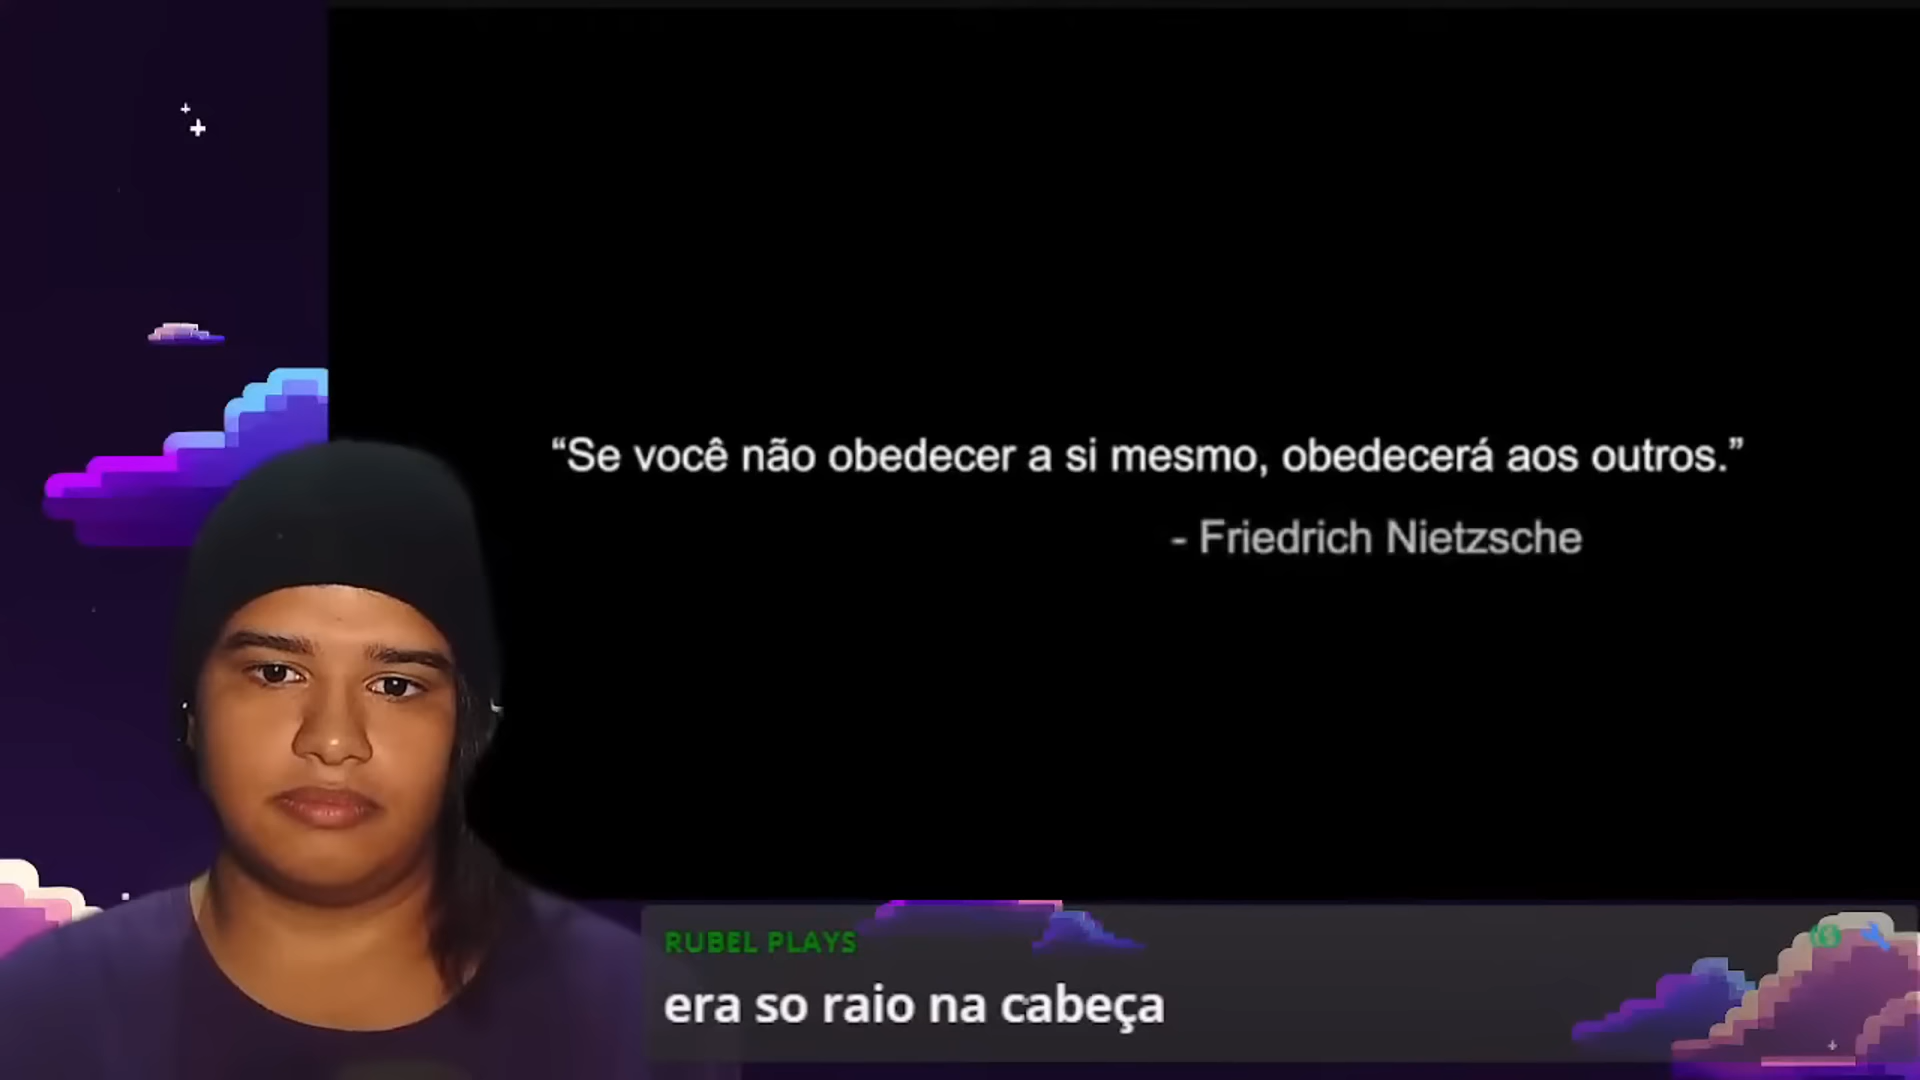 “Se você não obedecer a si mesmo, obedecerá aos outros.”
- Friedrich Nietzsche
RUBEL PLAYS
era so raio na cabeça